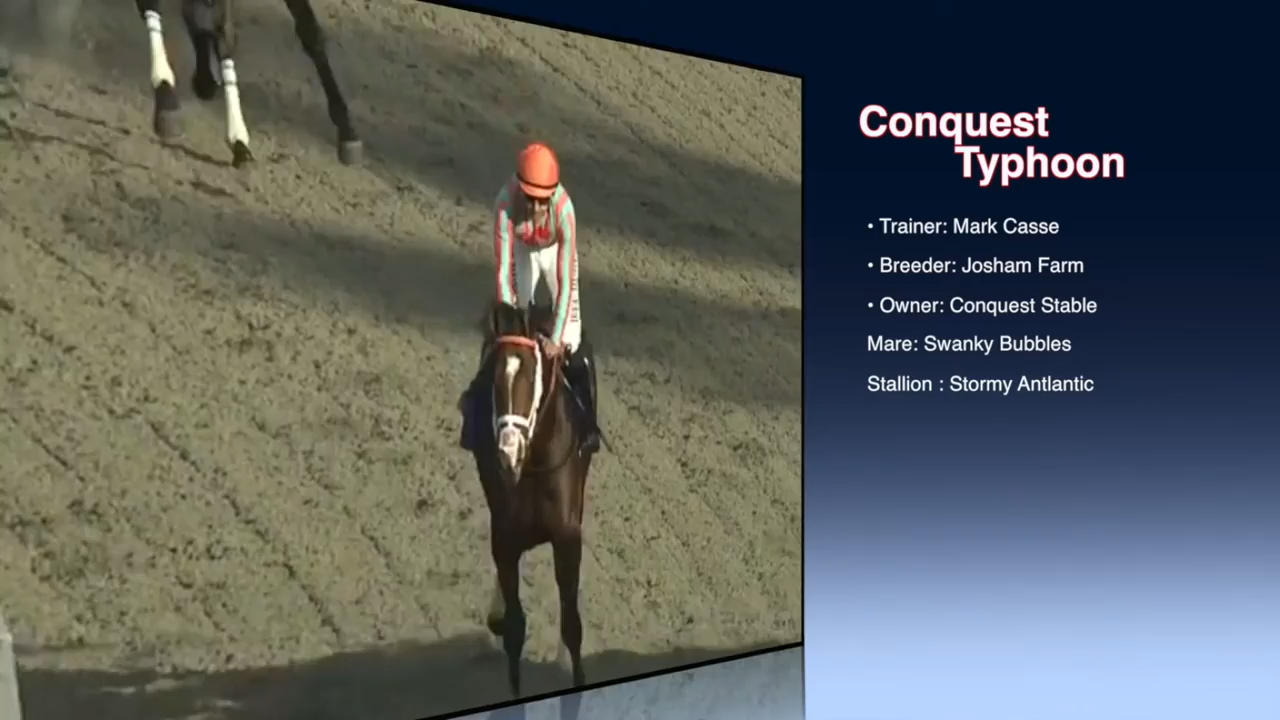 Conquest
Typhoon
• Trainer: Mark Casse
• Breeder: Josham Farm
• Owner: Conquest Stable
Mare: Swanky Bubbles
Stallion : Stormy Antlantic